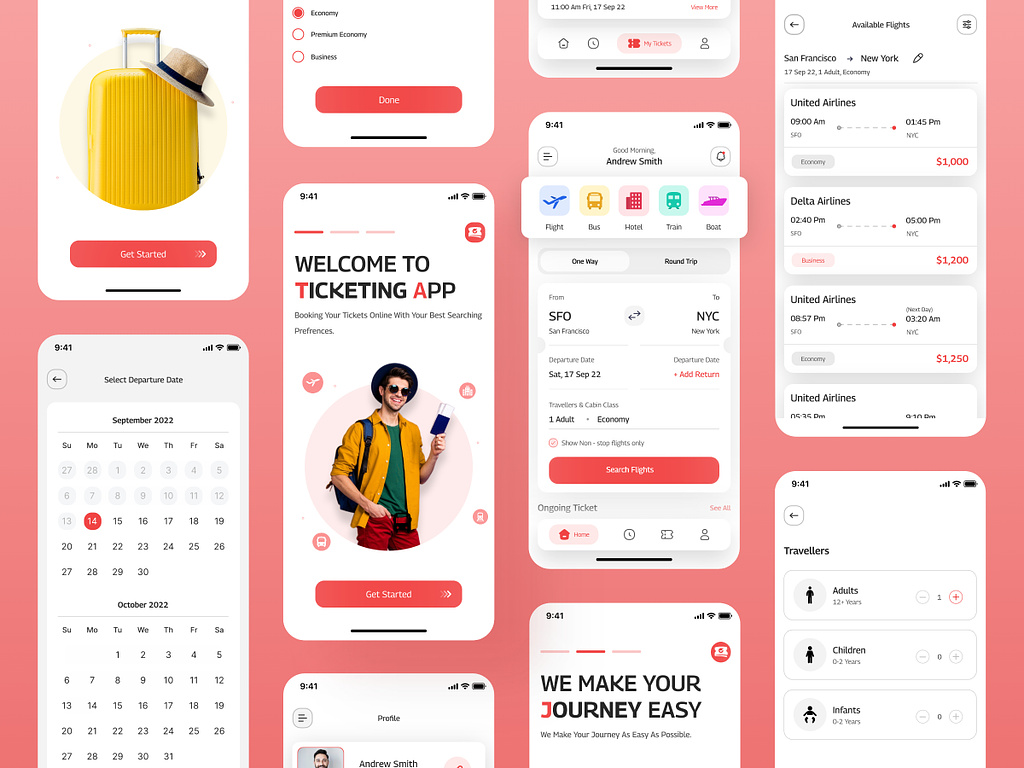 Get Started
9:41
Select Departure Date
September 2022
Su Mo Tu We Th Fr Sa
27 28 1 2 3 4 5
6 7 8 9 10 11 12
13 14 15 16 17 18 19
20 21 22 23 24 25 26
27 28 29 30
October 2022
Su Mo Tu We Th Fr Sa
1 2 3 4 5
6 7 8 9 10 11 12
13 14 15 16 17 18 19
20 21 22 23 24 25 26
27 28 29 30 31
Economy
Premium Economy
Business
Done
9:41
WELCOME TO
TICKETING APP
Booking Your Tickets Online With Your Best Searching
Prefrences.
Get Started
9:41
Profile
Andrew Smith
11:00 Am Fri, 17 Sep 22 View More
My Tickets
9:41
Good Morning,
Andrew Smith
Flight Bus Hotel Train Boat
One Way Round Trip
From To
SFO NYC
San Francisco New York
Departure Date Departure Date
Sat, 17 Sep 22 + Add Return
Travellers & Cabin Class
1 Adult • Economy
Show Non - stop flights only
Search Flights
Ongoing Ticket See All
Home
9:41
WE MAKE YOUR
JOURNEY EASY
We Make Your Journey As Easy As Possible.
Available Flights
San Francisco → New York
17 Sep 22, 1 Adult, Economy
United Airlines
09:00 Am 01:45 Pm
SFO NYC
Economy $1,000
Delta Airlines
02:40 Pm 05:00 Pm
SFO NYC
Business $1,200
United Airlines
(Next Day)
08:57 Pm 03:20 Am
SFO NYC
Economy $1,250
United Airlines
05:35 Pm 9:10 Pm
9:41
Travellers
Adults
12+ Years
1
Children
0-2 Years
0
Infants
0-2 Years
0